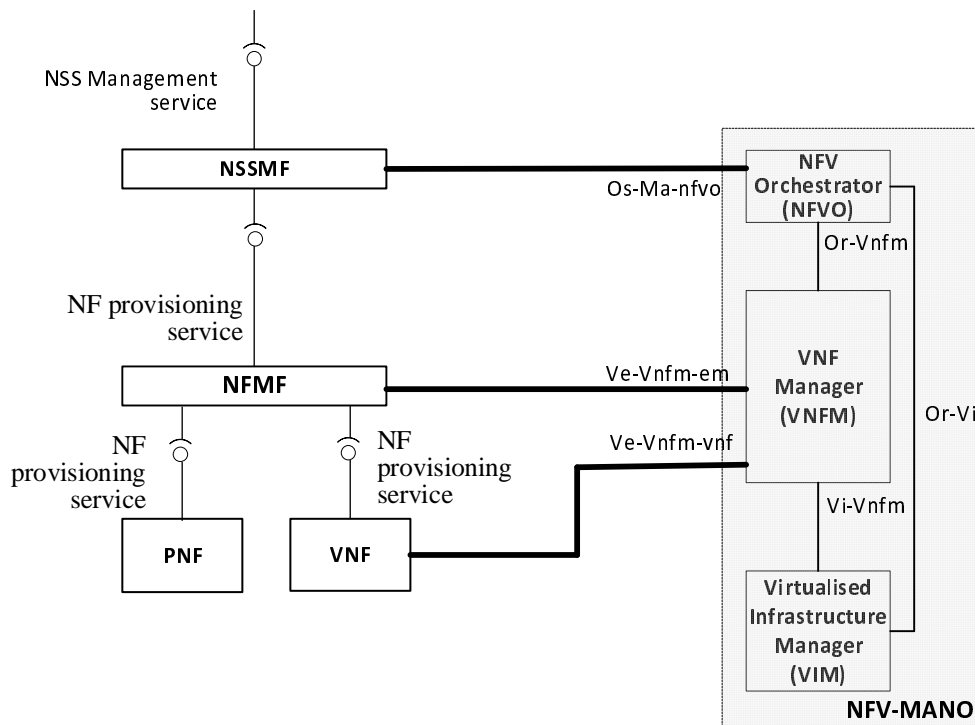 NSS Management
service
NSSMF
Os-Ma-nfvo
NFV
Orchestrator
(NFVO)
Or-Vnfm
NF provisioning
service
NFMF
Ve-Vnfm-em
VNF
Manager
(VNFM)
Or-Vi
NF
provisioning
service
NF
provisioning
service
Ve-Vnfm-vnf
Vi-Vnfm
PNF
VNF
Virtualised
Infrastructure
Manager
(VIM)
NFV-MANO